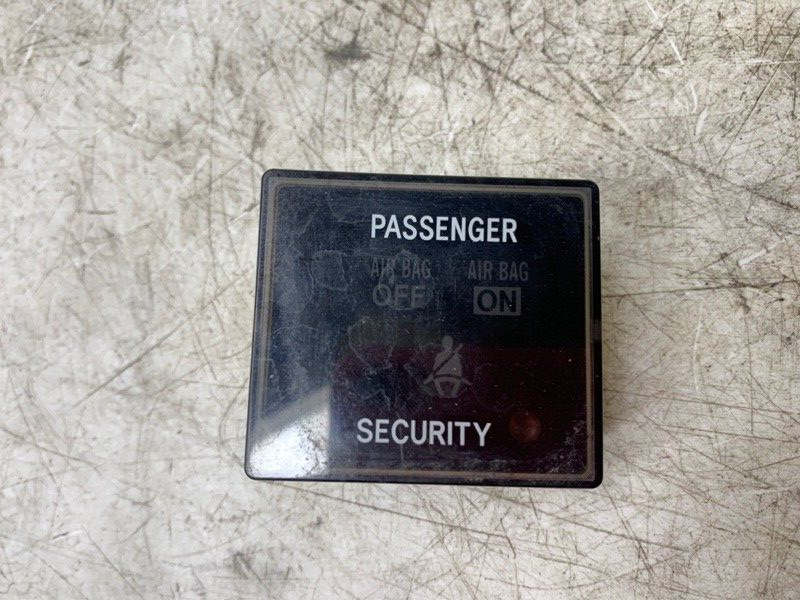 PASSENGER
AIR BAG AIR BAG
OFF ON
SECURITY